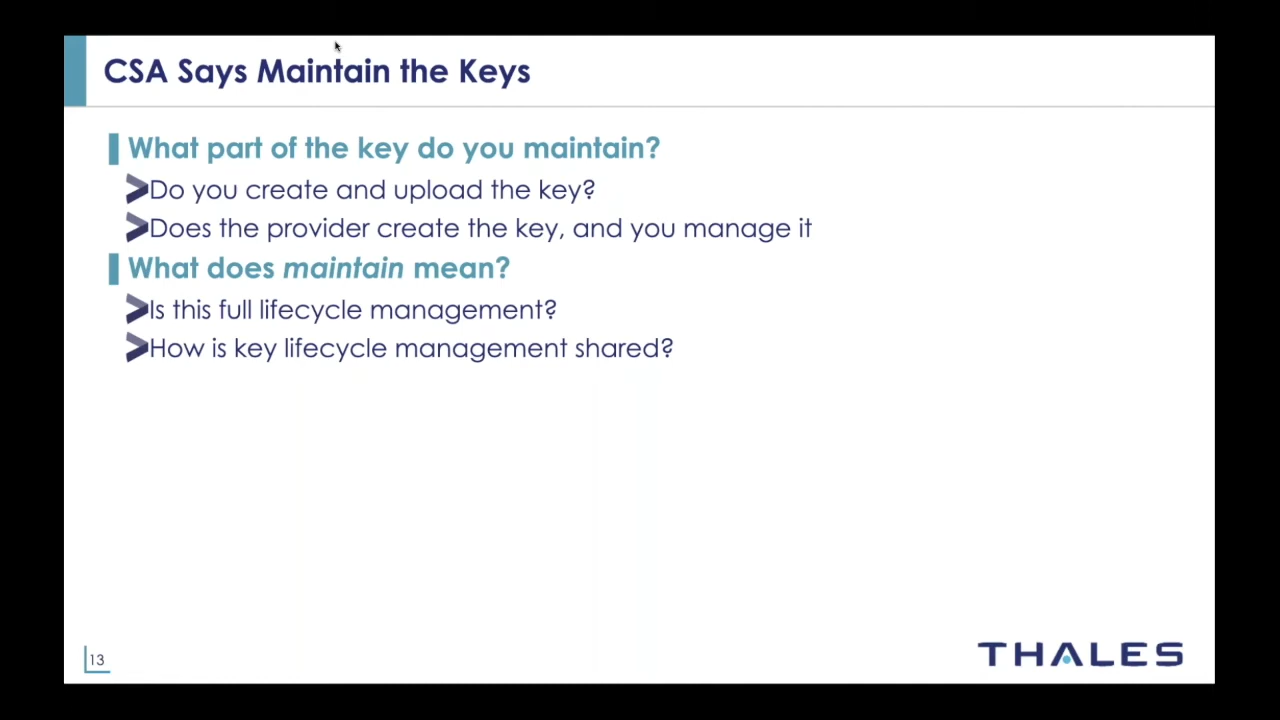 CSA Says Maintain the Keys
What part of the key do you maintain?
Do you create and upload the key?
Does the provider create the key, and you manage it
What does maintain mean?
Is this full lifecycle management?
How is key lifecycle management shared?
13
THALES